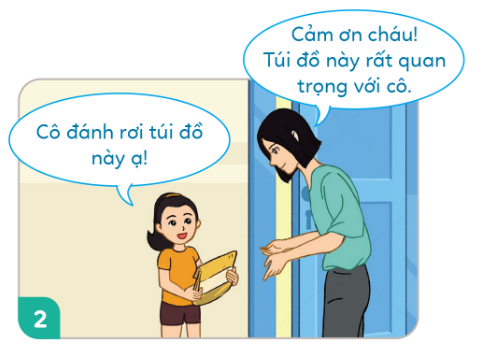 Cảm ơn cháu!
Túi đồ này rất quan
trọng với cô.
Cô đánh rơi túi đồ
này ạ!
2